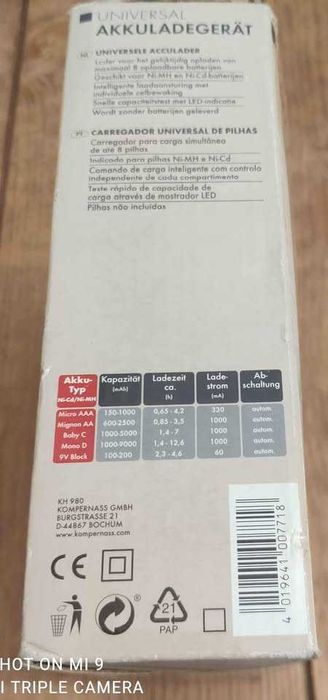 UNIVERSAL
AKKULADEGERÄT
NL UNIVERSELE ACCULADER
Lader voor het gelijktijdig opladen van
maximaal 8 oplaadbare batterijen
Geschikt voor Ni-MH en Ni-Cd batterijen
Intelligente laadaansturing met
individuele celbewaking
Snelle capaciteitstest met LED-indicatie
Wordt zonder batterijen geleverd
PT CARREGADOR UNIVERSAL DE PILHAS
Carregador para carga simultânea
de até 8 pilhas
Indicado para pilhas Ni-MH e Ni-Cd
Comando de carga inteligente com controlo
independente de cada compartimento
Teste rápido de capacidade de
carga através de mostrador LED
Pilhas não incluídas
Akku-Typ Ni-Cd/Ni-MH Kapazität (mAh) Ladezeit ca. (h) Lade-strom (mA) Ab-schaltung
Micro AAA 150-1000 0,65 - 4,2 330 autom.
Mignon AA 600-2500 0,85 - 3,5 1000 autom.
Baby C 1000-5000 1,4 - 7 1000 autom.
Mono D 1000-9000 1,4 - 12,6 1000 autom.
9V Block 100-200 2,3 - 4,6 60 autom.
KH 980
KOMPERNASS GMBH
BURGSTRASSE 21
D-44867 BOCHUM
www.kompernass.com
CE
21
PAP
4 019641 007718
HOT ON MI 9
I TRIPLE CAMERA